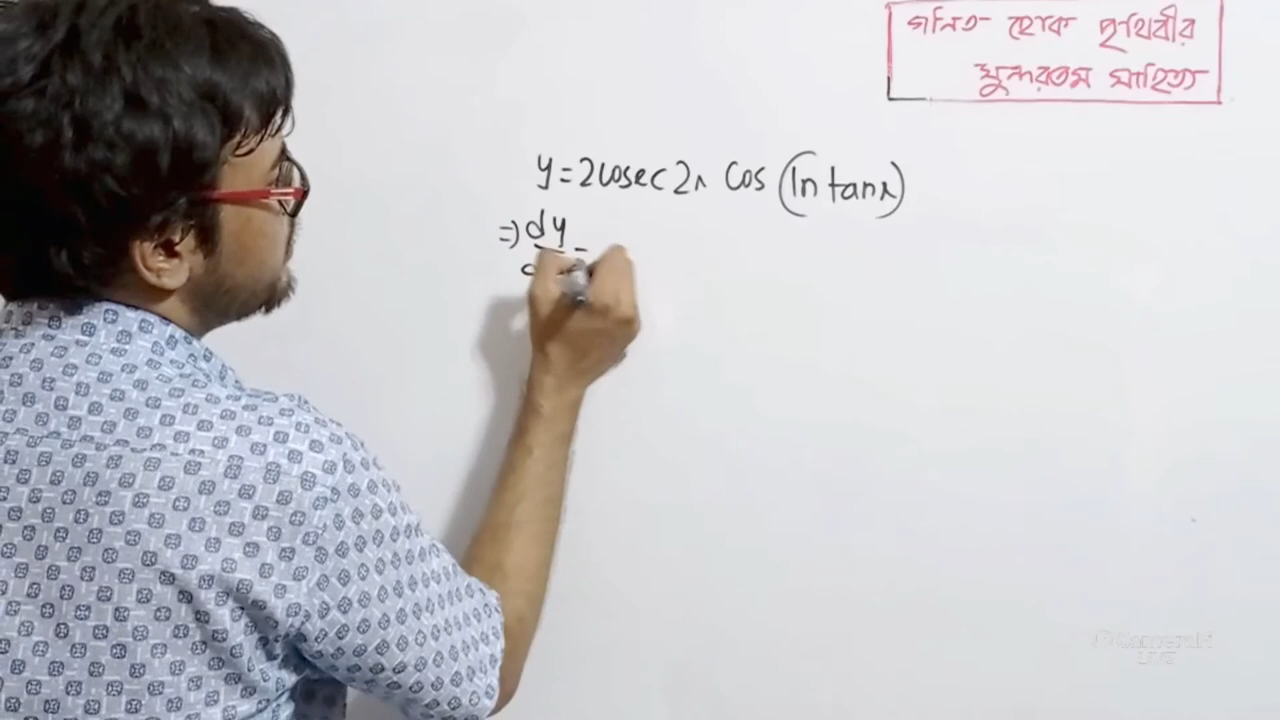 গনিত হোক পৃথিবীর
সুন্দরতম সাহিত্য
y = 2cosec 2x cos (ln tanx)
⇒ dy